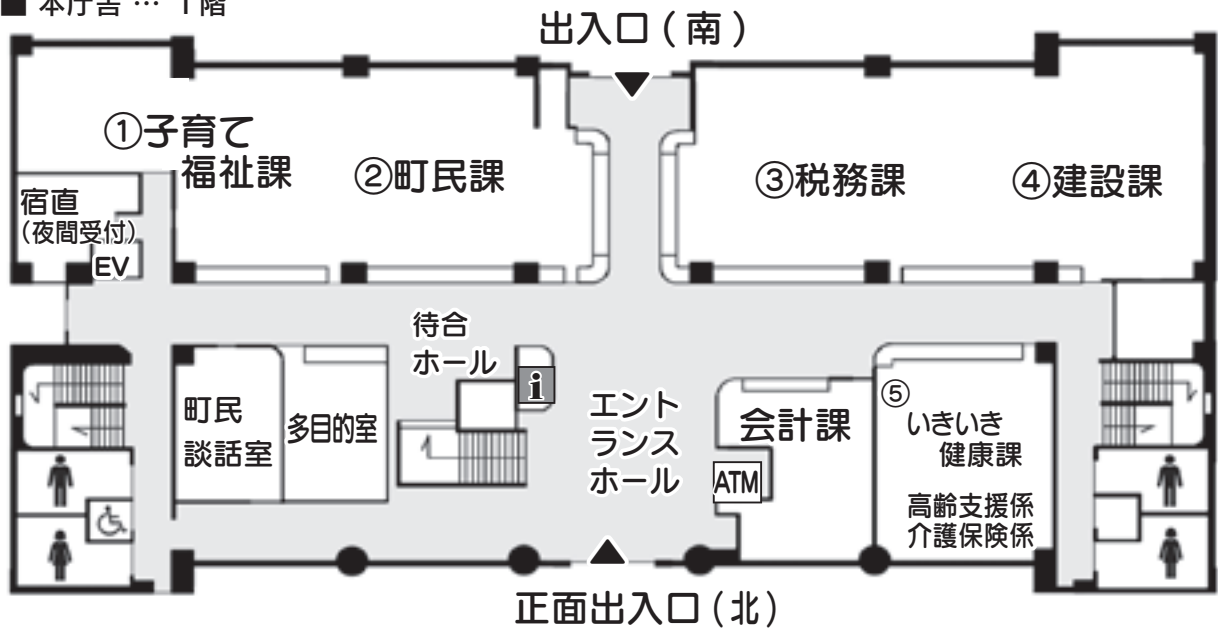 ■ 本庁舎 … 1階
出入口(南)
①子育て
福祉課
②町民課
③税務課
④建設課
宿直
(夜間受付)
EV
待合
ホール
i
町民
談話室
多目的室
エント
ランス
ホール
会計課
ATM
⑤
いきいき
健康課
高齢支援係
介護保険係
正面出入口(北)